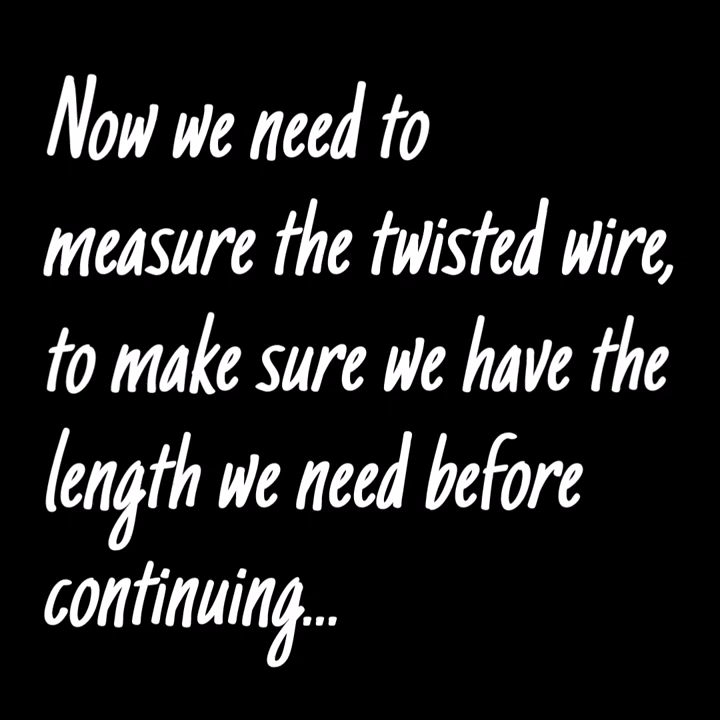 Now we need to
measure the twisted wire,
to make sure we have the
length we need before
continuing...